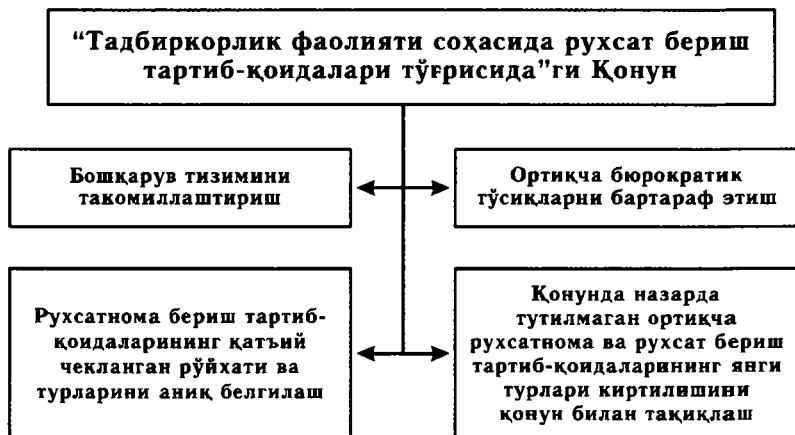 “Тадбиркорлик фаолияти соҳасида рухсат бериш
тартиб-қоидалари тўғрисида”ги Қонун
Бошқарув тизимини
такомиллаштириш
Ортиқча бюрократик
тўсиқларни бартараф этиш
Рухсатнома бериш тартиб-
қоидаларининг қатъий
чекланган рўйхати ва
турларини аниқ белгилаш
Қонунда назарда
тутилмаган ортиқча
рухсатнома ва рухсат бериш
тартиб-қоидаларининг янги
турлари киртилишини
қонун билан тақиқлаш